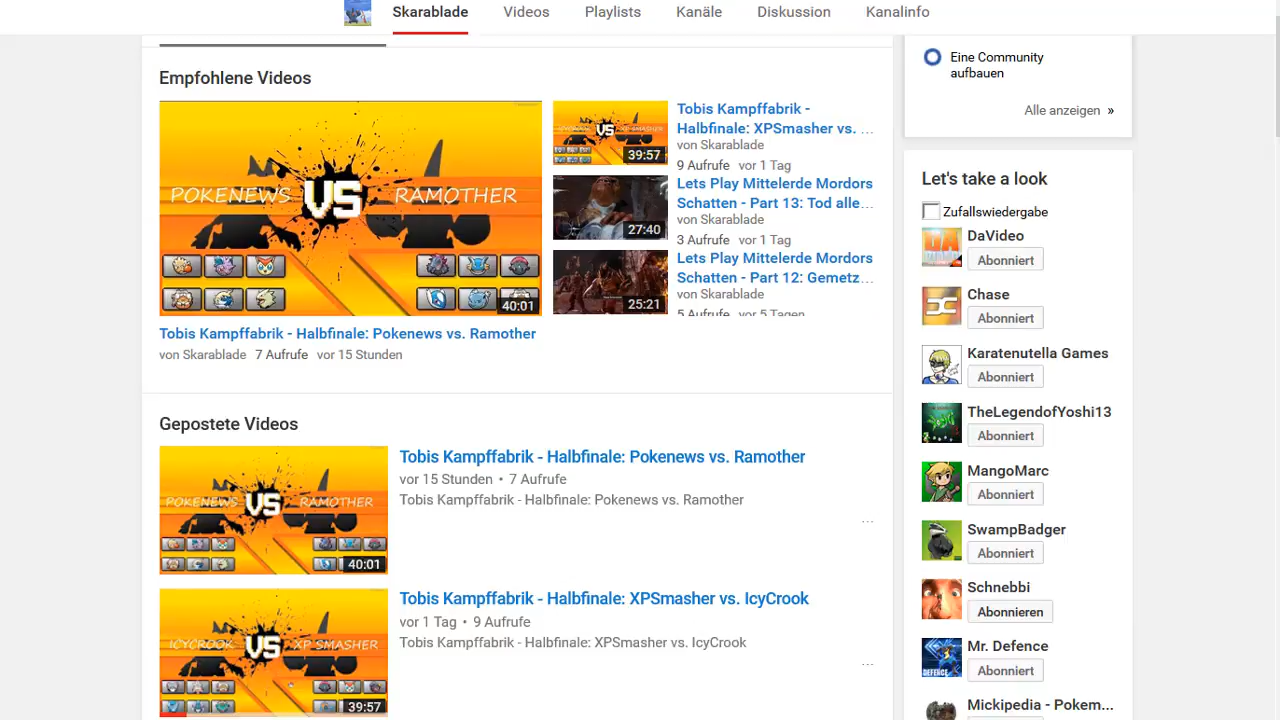 Skarablade
Videos
Playlists
Kanäle
Diskussion
Kanalinfo
Empfohlene Videos
POKENEWS VS RAMOTHER
40:01
Tobis Kampffabrik - Halbfinale: Pokenews vs. Ramother
von Skarablade 7 Aufrufe vor 15 Stunden
VS
39:57
Tobis Kampffabrik -
Halbfinale: XPSmasher vs. ...
von Skarablade
9 Aufrufe vor 1 Tag
27:40
Lets Play Mittelerde Mordors
Schatten - Part 13: Tod alle...
von Skarablade
3 Aufrufe vor 1 Tag
25:21
Lets Play Mittelerde Mordors
Schatten - Part 12: Gemetz...
von Skarablade
5 Aufrufe vor 5 Tagen
Gepostete Videos
POKENEWS VS RAMOTHER
40:01
Tobis Kampffabrik - Halbfinale: Pokenews vs. Ramother
vor 15 Stunden • 7 Aufrufe
Tobis Kampffabrik - Halbfinale: Pokenews vs. Ramother
...
ICYCROOK VS XP SMASHER
39:57
Tobis Kampffabrik - Halbfinale: XPSmasher vs. IcyCrook
vor 1 Tag • 9 Aufrufe
Tobis Kampffabrik - Halbfinale: XPSmasher vs. IcyCrook
...
Eine Community
aufbauen
Alle anzeigen »
Let's take a look
Zufallswiedergabe
DaVideo
Abonniert
Chase
Abonniert
Karatenutella Games
Abonniert
TheLegendofYoshi13
Abonniert
MangoMarc
Abonniert
SwampBadger
Abonniert
Schnebbi
Abonnieren
Mr. Defence
DEFENCE
Abonniert
Mickipedia - Pokem...